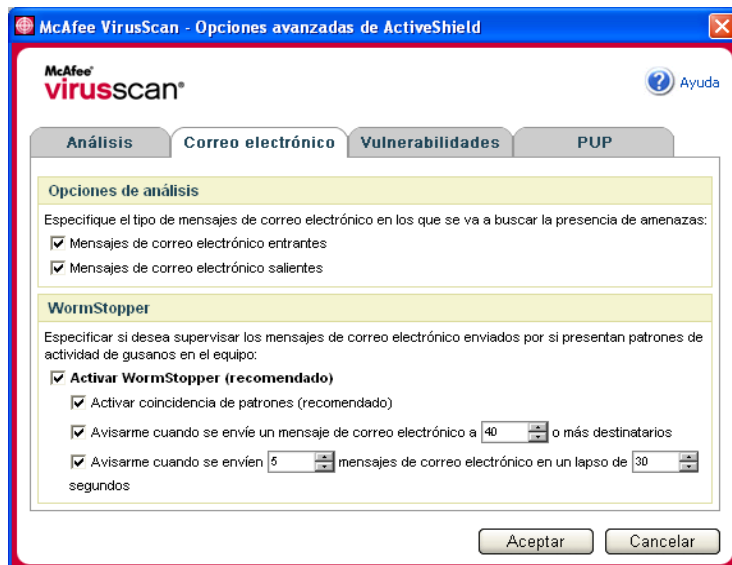 McAfee VirusScan - Opciones avanzadas de ActiveShield
McAfee®
virusscan®
Ayuda
Análisis
Correo electrónico
Vulnerabilidades
PUP
Opciones de análisis
Especifique el tipo de mensajes de correo electrónico en los que se va a buscar la presencia de amenazas:
Mensajes de correo electrónico entrantes
Mensajes de correo electrónico salientes
WormStopper
Especificar si desea supervisar los mensajes de correo electrónico enviados por si presentan patrones de
actividad de gusanos en el equipo:
Activar WormStopper (recomendado)
Activar coincidencia de patrones (recomendado)
Avisarme cuando se envíe un mensaje de correo electrónico a 40 o más destinatarios
Avisarme cuando se envíen 5 mensajes de correo electrónico en un lapso de 30
segundos
Aceptar
Cancelar